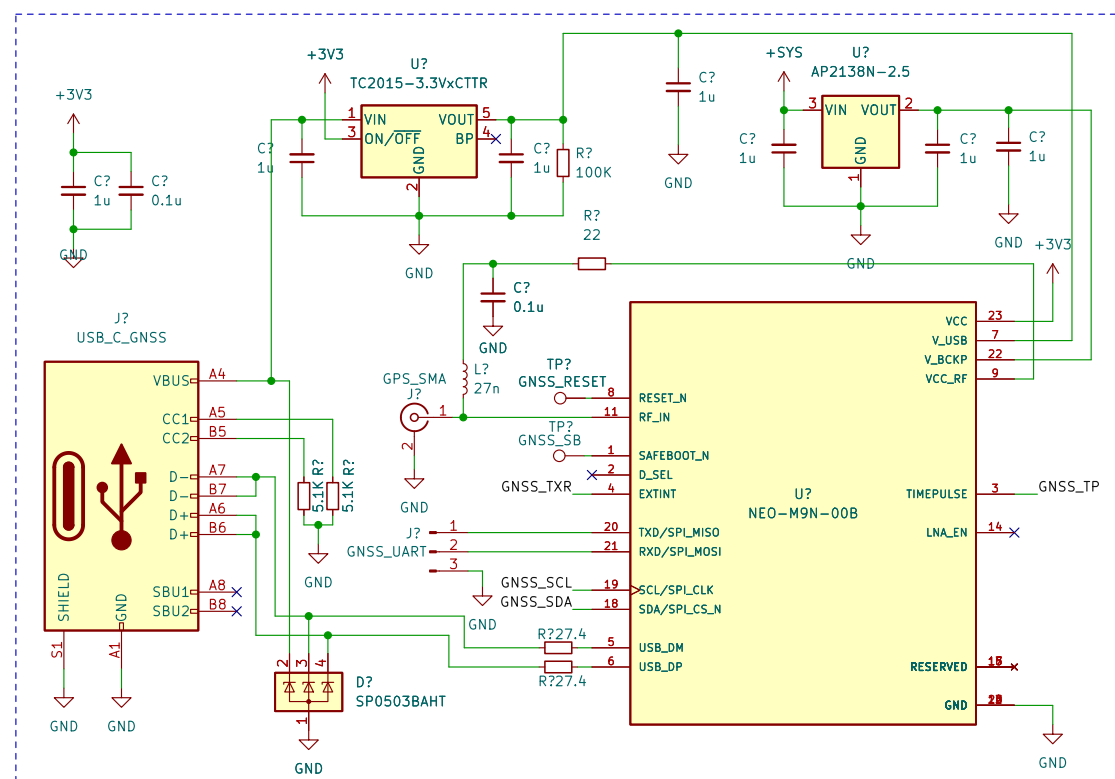 +3V3
C?
1u
C?
0.1u
GND
+3V3
U?
TC2015-3.3VxCTTR
1
VIN
3
ON/OFF
VOUT
5
BP
4
GND
2
C?
1u
C?
1u
R?
100K
GND
C?
1u
GND
+SYS
U?
AP2138N-2.5
3
VIN
VOUT
2
GND
1
C?
1u
C?
1u
C?
1u
GND
GND
+3V3
R?
22
C?
0.1u
GND
L?
27n
GPS_SMA
J?
1
2
GND
J?
USB_C_GNSS
VBUS
A4
CC1
A5
CC2
B5
D-
A7
D-
B7
D+
A6
D+
B6
SBU1
A8
SBU2
B8
SHIELD
GND
S1
A1
GND
GND
5.1K R?
5.1K R?
GND
TP?
GNSS_RESET
TP?
GNSS_SB
GNSS_TXR
J?
GNSS_UART
1
2
3
GND
GNSS_SCL
GNSS_SDA
R?27.4
R?27.4
2
3
4
1
D?
SP0503BAHT
GND
U?
NEO-M9N-00B
8
RESET_N
11
RF_IN
1
SAFEBOOT_N
2
D_SEL
4
EXTINT
20
TXD/SPI_MISO
21
RXD/SPI_MOSI
19
SCL/SPI_CLK
18
SDA/SPI_CS_N
5
USB_DM
6
USB_DP
VCC
23
V_USB
7
V_BCKP
22
VCC_RF
9
TIMEPULSE
3
GNSS_TP
LNA_EN
14
RESERVED
GND
GND